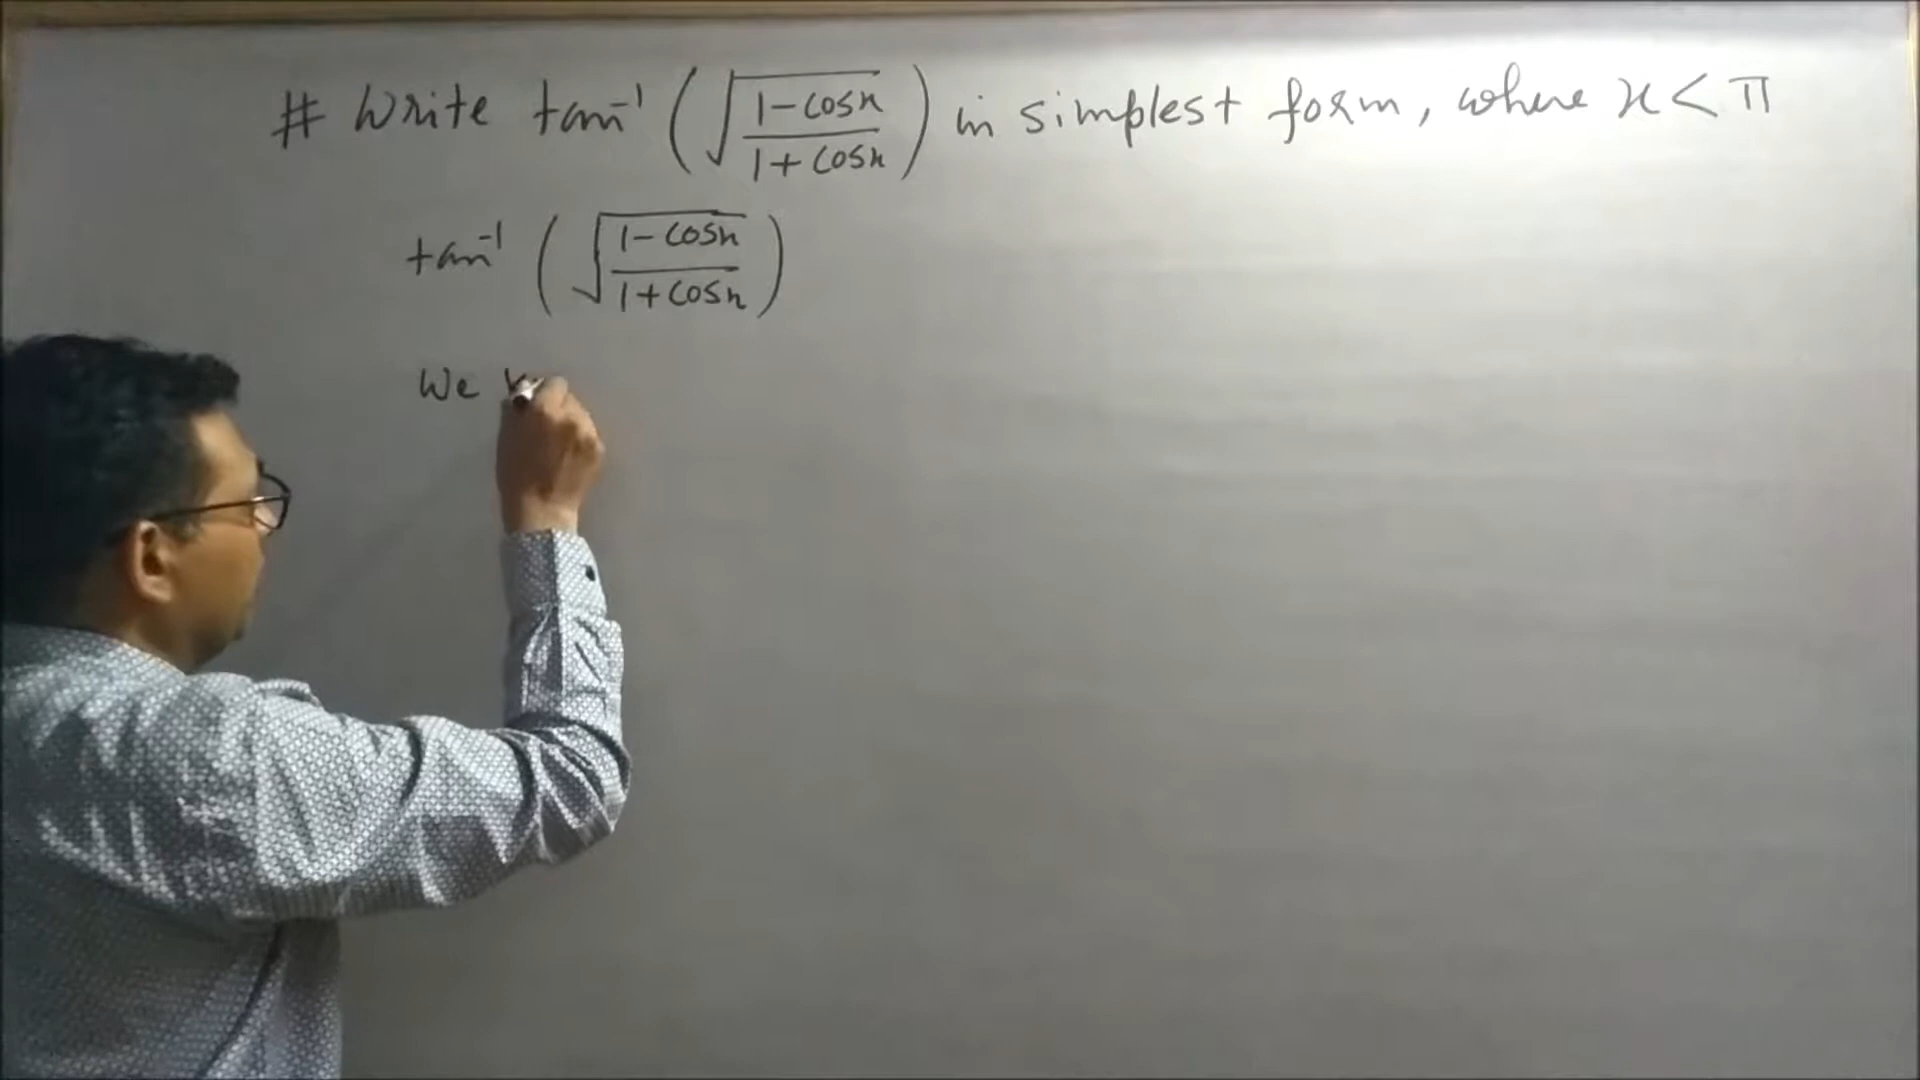 # Write tan⁻¹ (√((1-cosx)/(1+cosx))) in simplest form, where x < π
tan⁻¹ (√((1-cosx)/(1+cosx)))
We